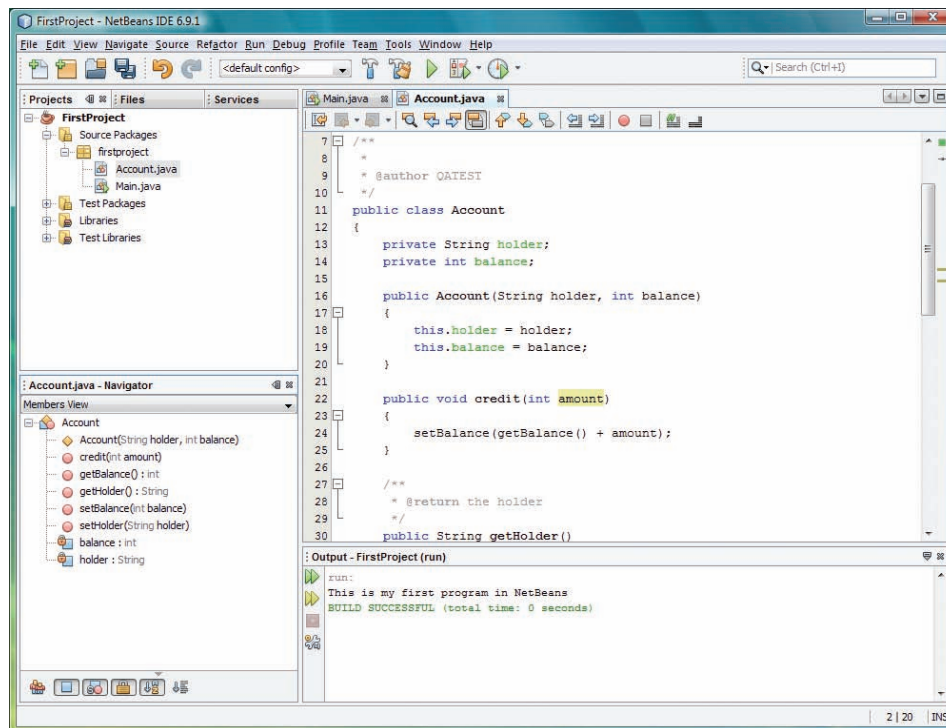 FirstProject - NetBeans IDE 6.9.1
File Edit View Navigate Source Refactor Run Debug Profile Team Tools Window Help
<default config>
Search (Ctrl+I)
Projects Files Services
FirstProject
Source Packages
firstproject
Account.java
Main.java
Test Packages
Libraries
Test Libraries
Account.java - Navigator
Members View
Account
Account(String holder, int balance)
credit(int amount)
getBalance() : int
getHolder() : String
setBalance(int balance)
setHolder(String holder)
balance : int
holder : String
Main.java Account.java
7 /**
8 *
9 * @author QATEST
10 */
11 public class Account
12 {
13 private String holder;
14 private int balance;
15
16 public Account(String holder, int balance)
17 {
18 this.holder = holder;
19 this.balance = balance;
20 }
21
22 public void credit(int amount)
23 {
24 setBalance(getBalance() + amount);
25 }
26
27 /**
28 * @return the holder
29 */
30 public String getHolder()
Output - FirstProject (run)
run:
This is my first program in NetBeans
BUILD SUCCESSFUL (total time: 0 seconds)
2 | 20 INS